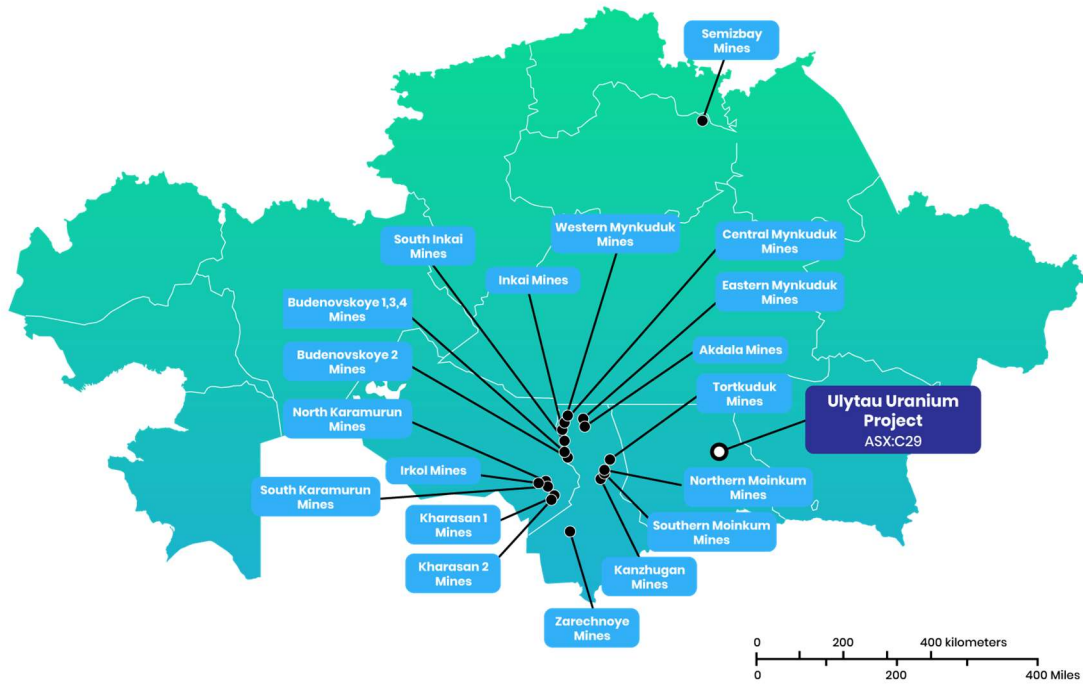 Semizbay
Mines
Western Mynkuduk
Mines
Central Mynkuduk
Mines
South Inkai
Mines
Inkai Mines
Eastern Mynkuduk
Mines
Budenovskoye 1,3,4
Mines
Budenovskoye 2
Mines
Akdala Mines
Tortkuduk
Mines
Ulytau Uranium
Project
ASX:C29
North Karamurun
Mines
Irkol Mines
South Karamurun
Mines
Northern Moinkum
Mines
Kharasan 1
Mines
Southern Moinkum
Mines
Kharasan 2
Mines
Kanzhugan
Mines
Zarechnoye
Mines
0 200 400 kilometers
0 200 400 Miles